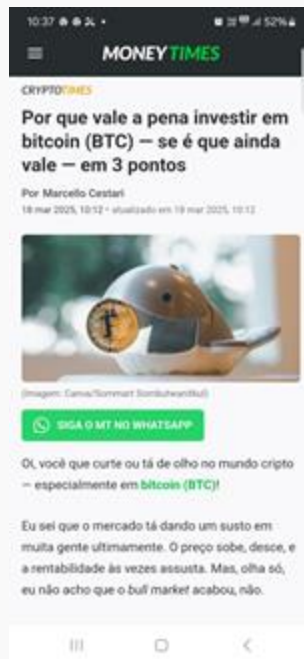 10:37
52%
MONEY TIMES
CRYPTOTIMES
Por que vale a pena investir em
bitcoin (BTC) — se é que ainda
vale — em 3 pontos
Por Marcello Cestari
18 mar 2025, 10:12 • atualizado em 18 mar 2025, 10:12
(Imagem: Canva/Sommart
SIGA O MT NO WHATSAPP
Oi, você que curte ou tá de olho no mundo cripto
— especialmente em bitcoin (BTC)!
Eu sei que o mercado tá dando um susto em
muita gente ultimamente. O preço sobe, desce, e
a rentabilidade às vezes assusta. Mas, olha só,
eu não acho que o bull market acabou, não.